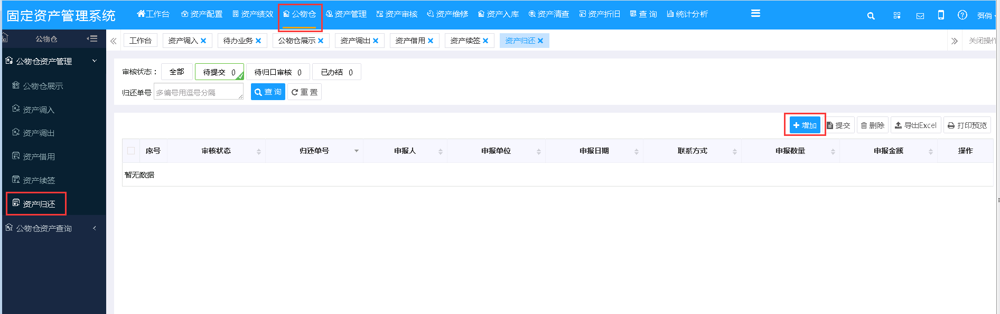 固定资产管理系统 工作台 资产配置 资产绩效 公物仓 资产管理 资产审核 资产维修 资产入库 资产清查 资产折旧 查 询 统计分析 弭俏
公物仓 工作台 资产调入 待办业务 公物仓展示 资产调出 资产借用 资产续签 资产归还 关闭操作
公物仓资产管理
公物仓展示
资产调入
资产调出
资产借用
资产续签
资产归还
公物仓资产查询
审核状态： 全部 待提交 0 待归口审核 0 已办结 0
归还单号 多编号用逗号分隔 查 询 重 置
增加 提交 删除 导出Excel 打印预览
序号 审核状态 归还单号 申报人 申报单位 申报日期 联系方式 申报数量 申报金额 操作
暂无数据